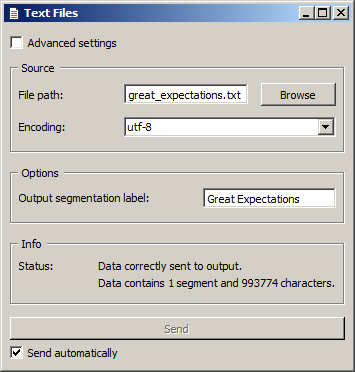 Text Files
Advanced settings
Source
File path: great_expectations.txt Browse
Encoding: utf-8
Options
Output segmentation label: Great Expectations
Info
Status: Data correctly sent to output.
Data contains 1 segment and 993774 characters.
Send
Send automatically